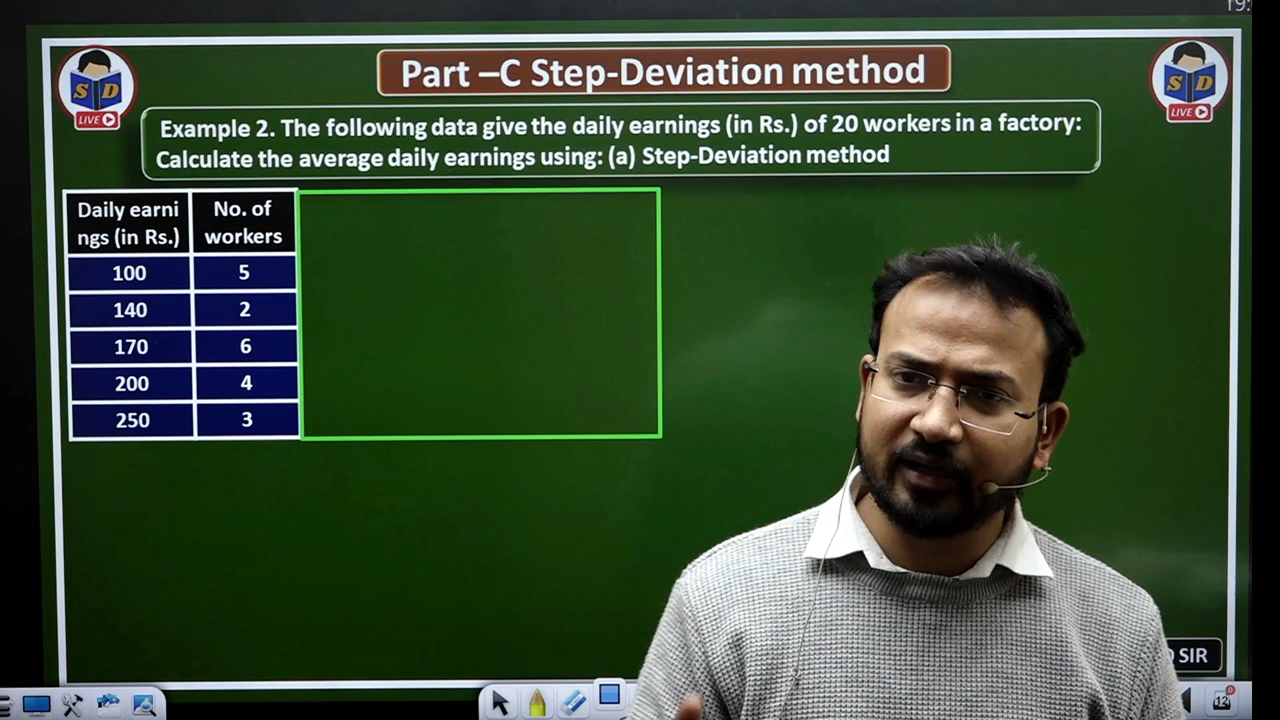 19:
Part –C Step-Deviation method
S D
LIVE
S D
LIVE
Example 2. The following data give the daily earnings (in Rs.) of 20 workers in a factory:
Calculate the average daily earnings using: (a) Step-Deviation method
Daily earni
ngs (in Rs.)
No. of
workers
100 5
140 2
170 6
200 4
250 3
SIR
12